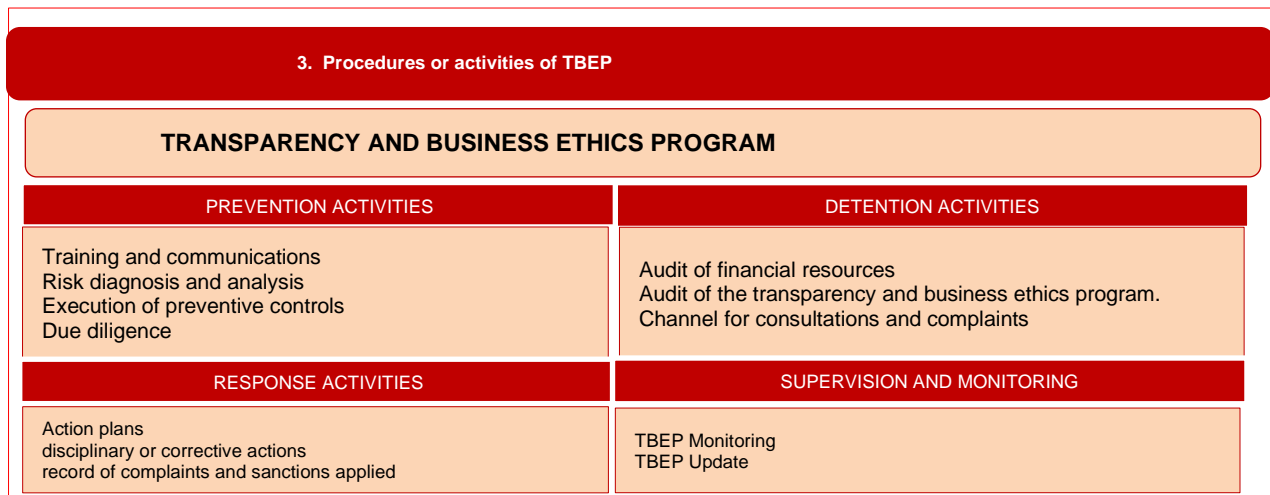 3. Procedures or activities of TBEP
TRANSPARENCY AND BUSINESS ETHICS PROGRAM
PREVENTION ACTIVITIES
Training and communications
Risk diagnosis and analysis
Execution of preventive controls
Due diligence
DETENTION ACTIVITIES
Audit of financial resources
Audit of the transparency and business ethics program.
Channel for consultations and complaints
RESPONSE ACTIVITIES
Action plans
disciplinary or corrective actions
record of complaints and sanctions applied
SUPERVISION AND MONITORING
TBEP Monitoring
TBEP Update